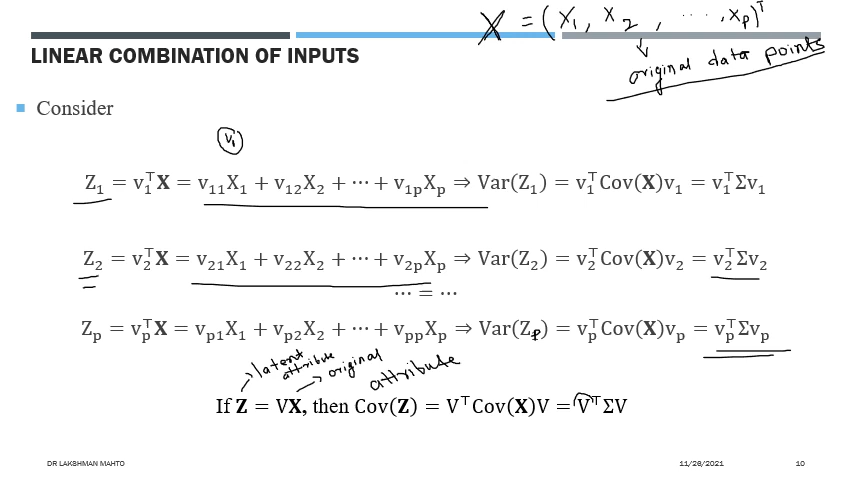 X = (X₁, X₂, ..., Xₚ)ᵀ
original data points
LINEAR COMBINATION OF INPUTS
Consider
v₁
Z₁ = v₁ᵀX = v₁₁X₁ + v₁₂X₂ + ⋯ + v₁ₚXₚ ⇒ Var(Z₁) = v₁ᵀCov(X)v₁ = v₁ᵀΣv₁
Z₂ = v₂ᵀX = v₂₁X₁ + v₂₂X₂ + ⋯ + v₂ₚXₚ ⇒ Var(Z₂) = v₂ᵀCov(X)v₂ = v₂ᵀΣv₂
⋯ = ⋯
Zₚ = vₚᵀX = vₚ₁X₁ + vₚ₂X₂ + ⋯ + vₚₚXₚ ⇒ Var(Zₚ) = vₚᵀCov(X)vₚ = vₚᵀΣvₚ
latent attribute
original attribute
If Z = VX, then Cov(Z) = VᵀCov(X)V = VᵀΣV
DR LAKSHMAN MAHTO
11/26/2021
10